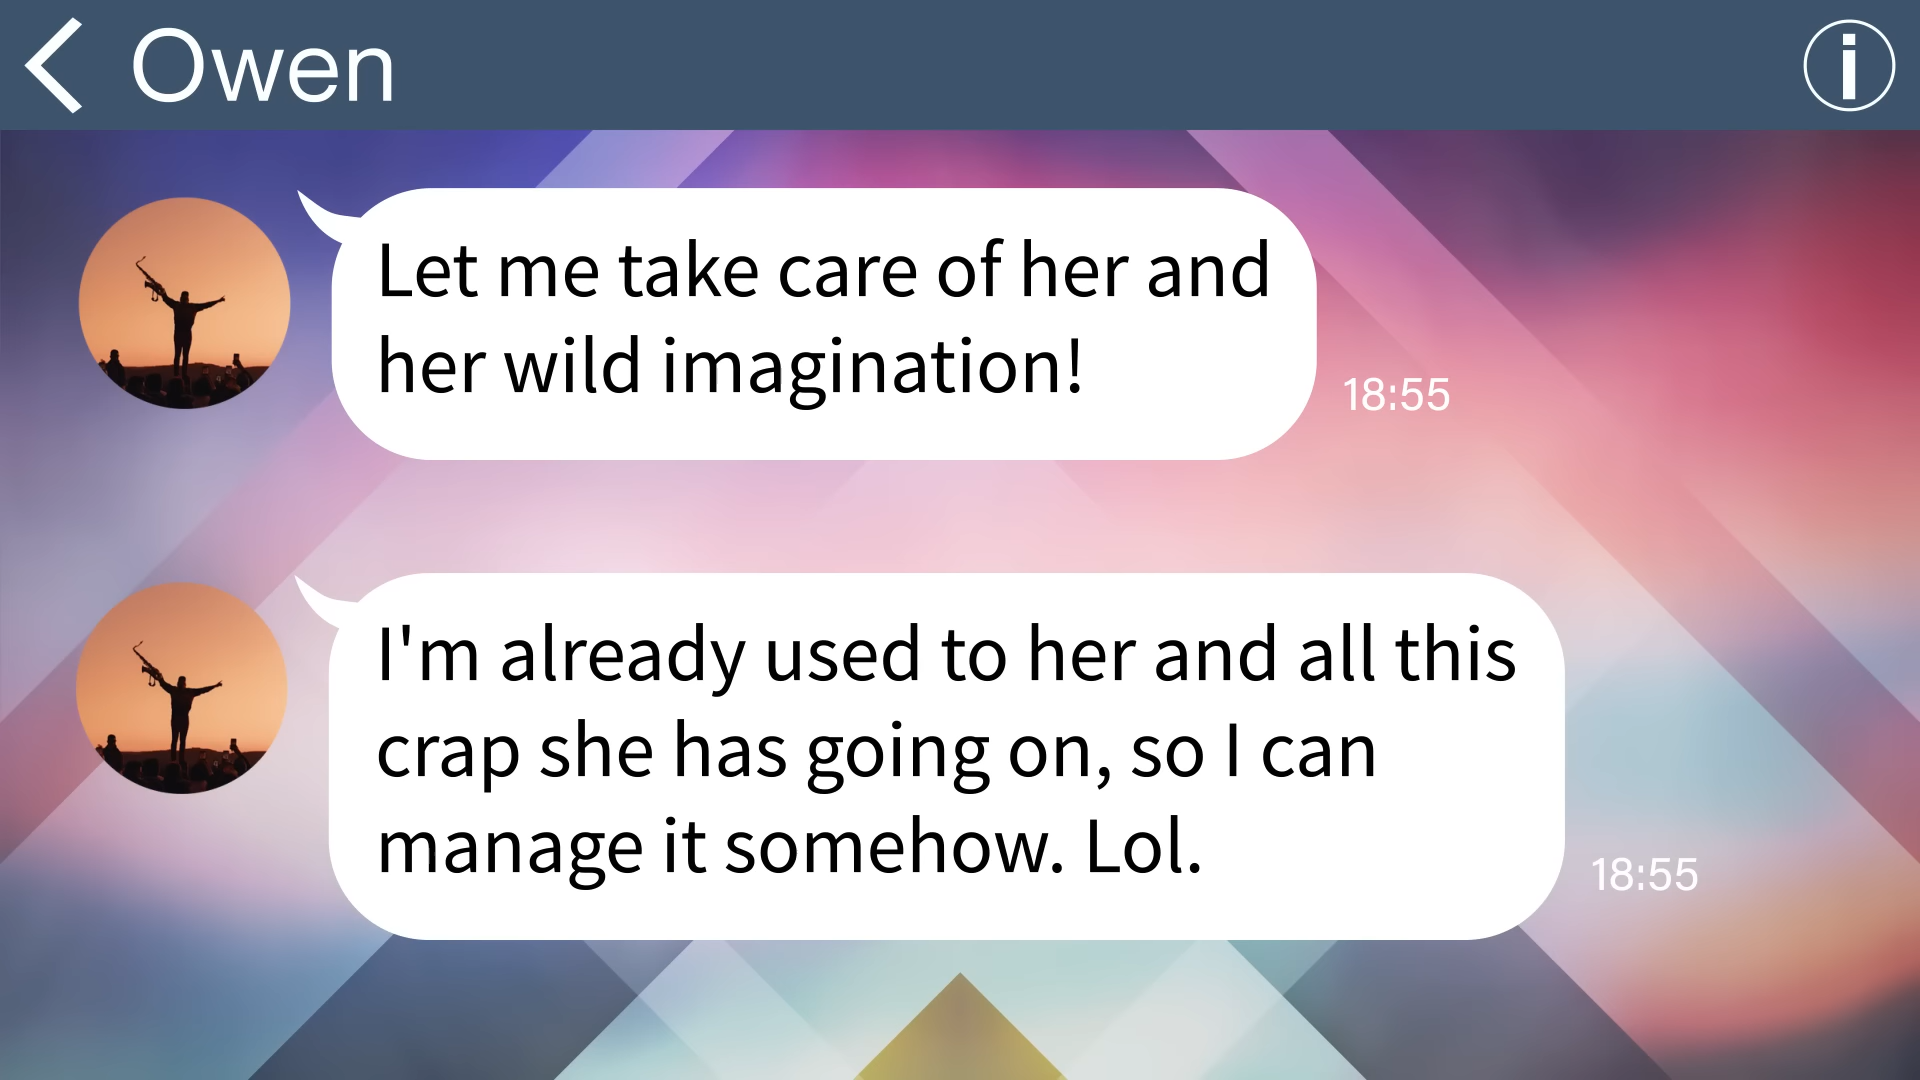 Owen
Let me take care of her and
her wild imagination!
18:55
I'm already used to her and all this
crap she has going on, so I can
manage it somehow. Lol.
18:55